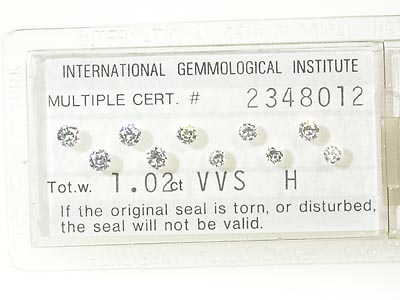 INTERNATIONAL GEMMOLOGICAL INSTITUTE
MULTIPLE CERT. # 2348012
Tot.w. 1.02ct VVS H
If the original seal is torn, or disturbed,
the seal will not be valid.